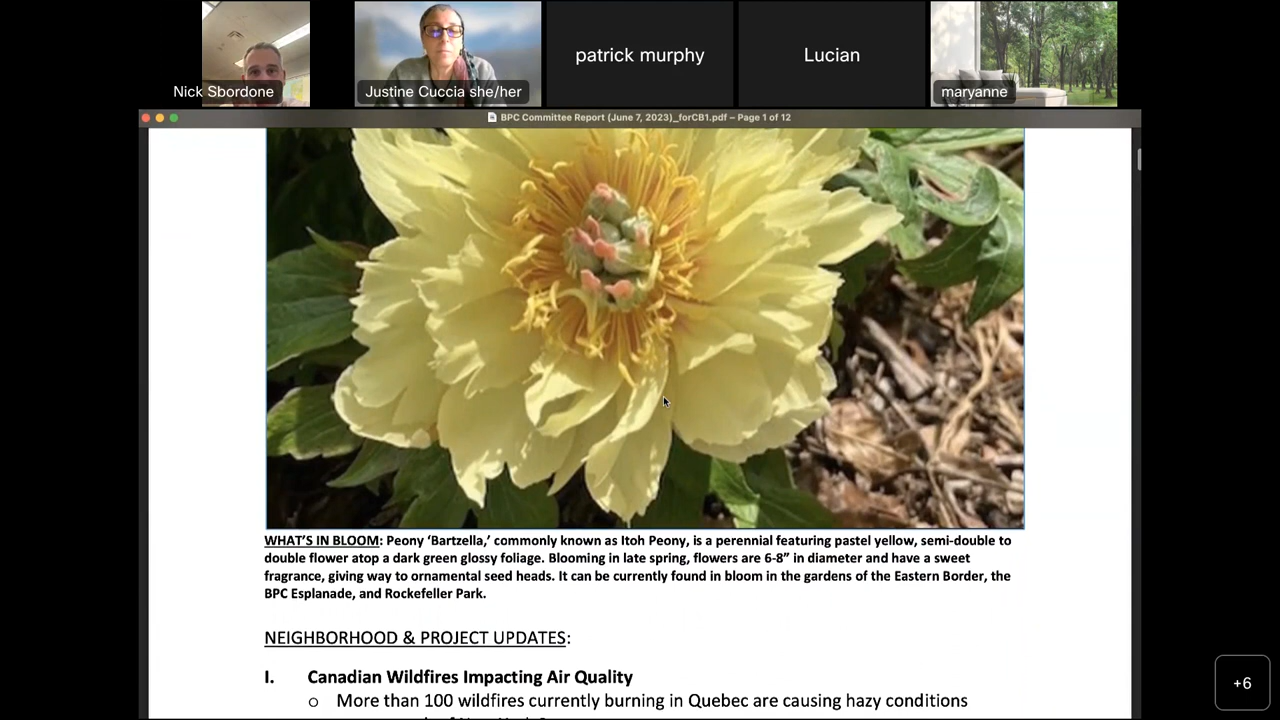 Nick Sbordone
Justine Cuccia she/her
patrick murphy
Lucian
maryanne
BPC Committee Report (June 7, 2023)_forCB1.pdf – Page 1 of 12
WHAT’S IN BLOOM: Peony ‘Bartzella,’ commonly known as Itoh Peony, is a perennial featuring pastel yellow, semi-double to
double flower atop a dark green glossy foliage. Blooming in late spring, flowers are 6-8” in diameter and have a sweet
fragrance, giving way to ornamental seed heads. It can be currently found in bloom in the gardens of the Eastern Border, the
BPC Esplanade, and Rockefeller Park.
NEIGHBORHOOD & PROJECT UPDATES:
I. Canadian Wildfires Impacting Air Quality
o More than 100 wildfires currently burning in Quebec are causing hazy conditions
+6